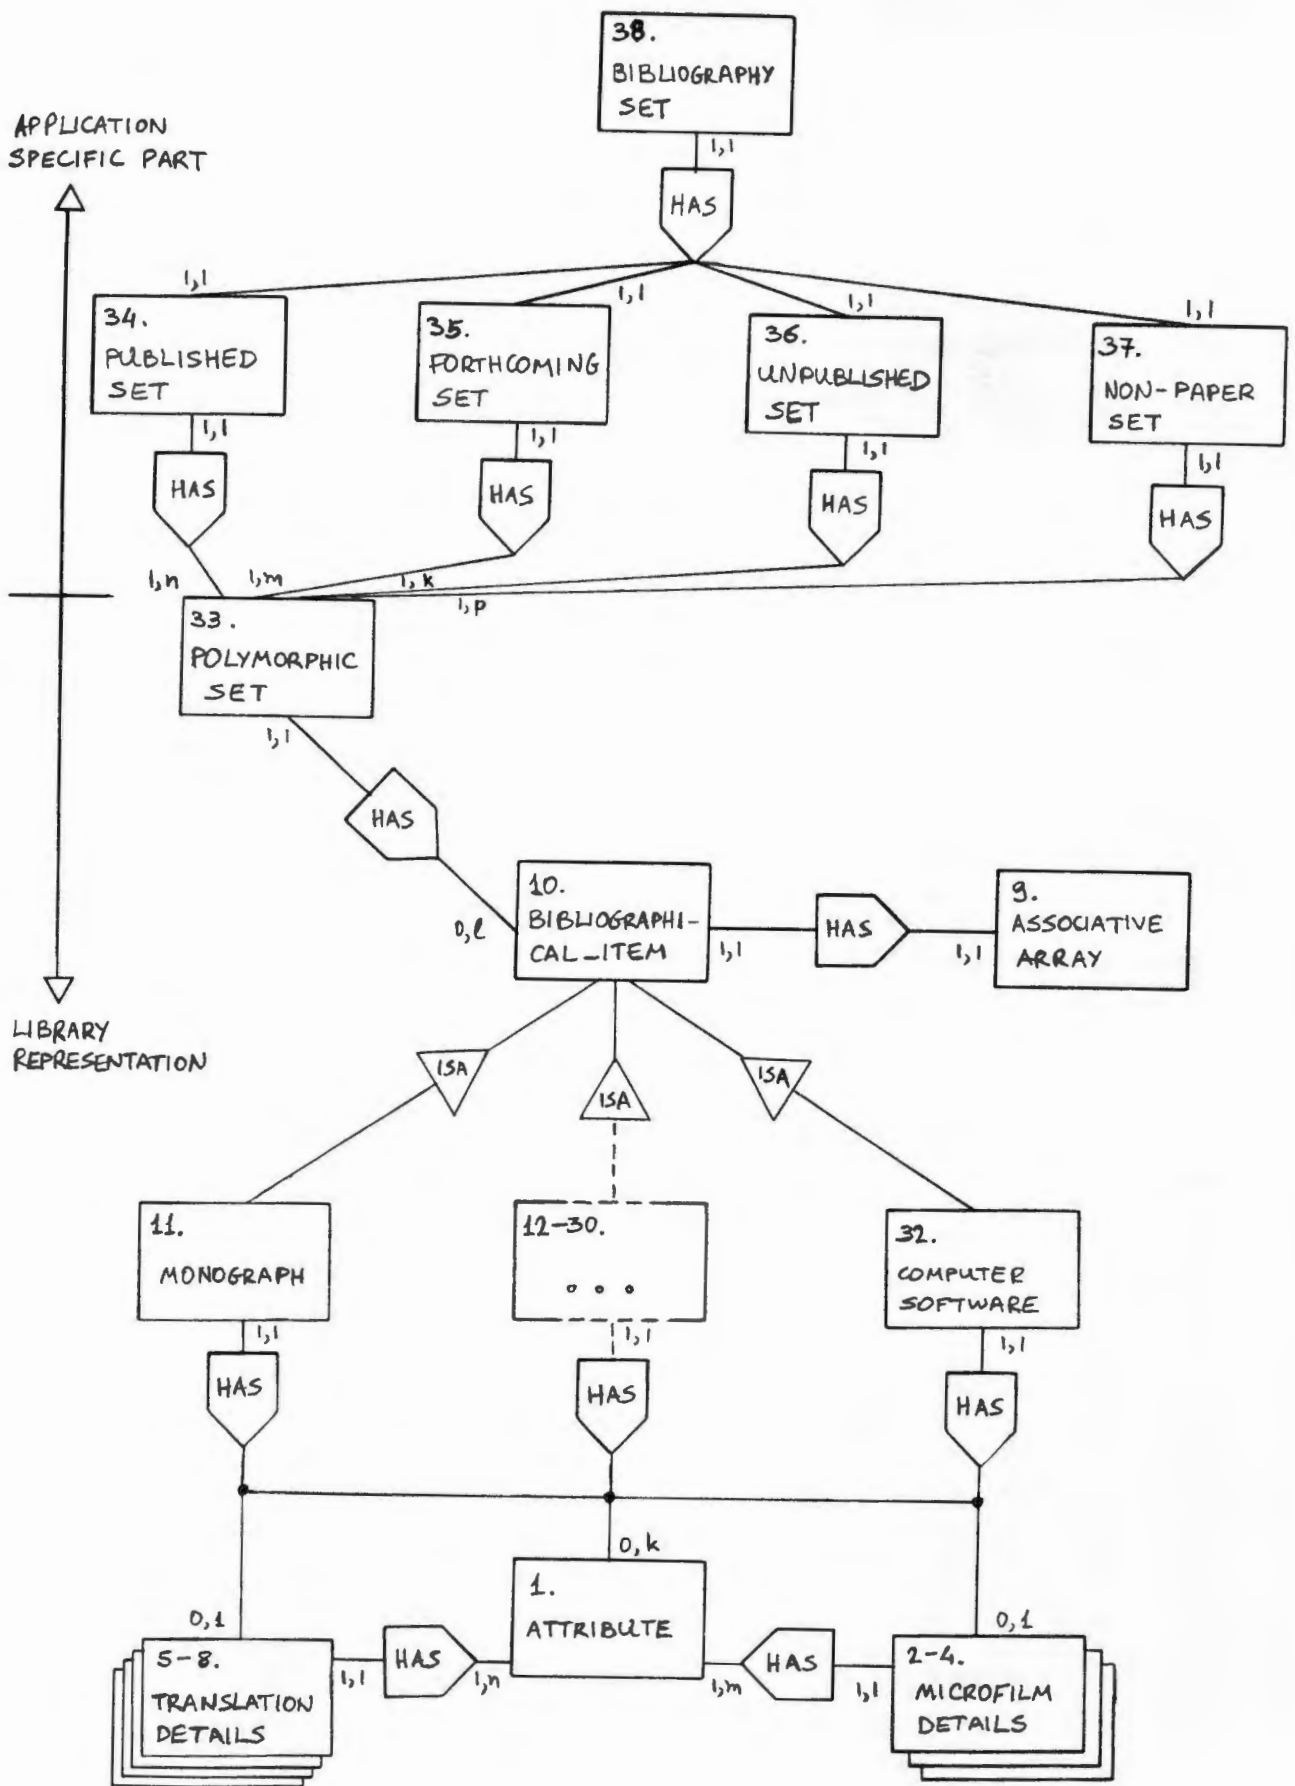 38.
BIBLIOGRAPHY
SET
1,1
APPLICATION
SPECIFIC PART
HAS
1,1
1,1
1,1
1,1
34.
PUBLISHED
SET
35.
FORTHCOMING
SET
36.
UNPUBLISHED
SET
37.
NON-PAPER
SET
1,1
1,1
1,1
1,1
HAS
HAS
HAS
HAS
1,n
1,m
1,k
1,p
33.
POLYMORPHIC
SET
1,1
HAS
0,l
10.
BIBLIOGRAPHI-
CAL_ITEM
1,1
HAS
1,1
9.
ASSOCIATIVE
ARRAY
LIBRARY
REPRESENTATION
ISA
ISA
ISA
11.
MONOGRAPH
12-30.
...
32.
COMPUTER
SOFTWARE
1,1
1,1
1,1
HAS
HAS
HAS
0,k
1.
ATTRIBUTE
0,1
0,1
5-8.
TRANSLATION
DETAILS
1,1
HAS
1,n
1,m
HAS
1,1
2-4.
MICROFILM
DETAILS